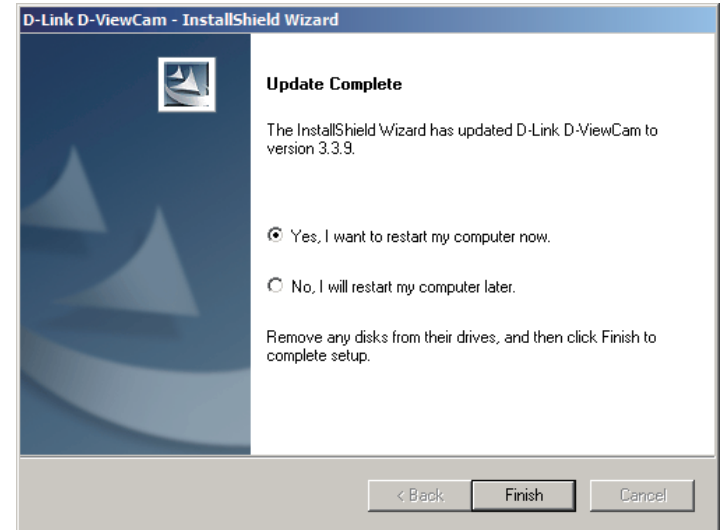 D-Link D-ViewCam - InstallShield Wizard
Update Complete
The InstallShield Wizard has updated D-Link D-ViewCam to
version 3.3.9.
Yes, I want to restart my computer now.
No, I will restart my computer later.
Remove any disks from their drives, and then click Finish to
complete setup.
< Back Finish Cancel